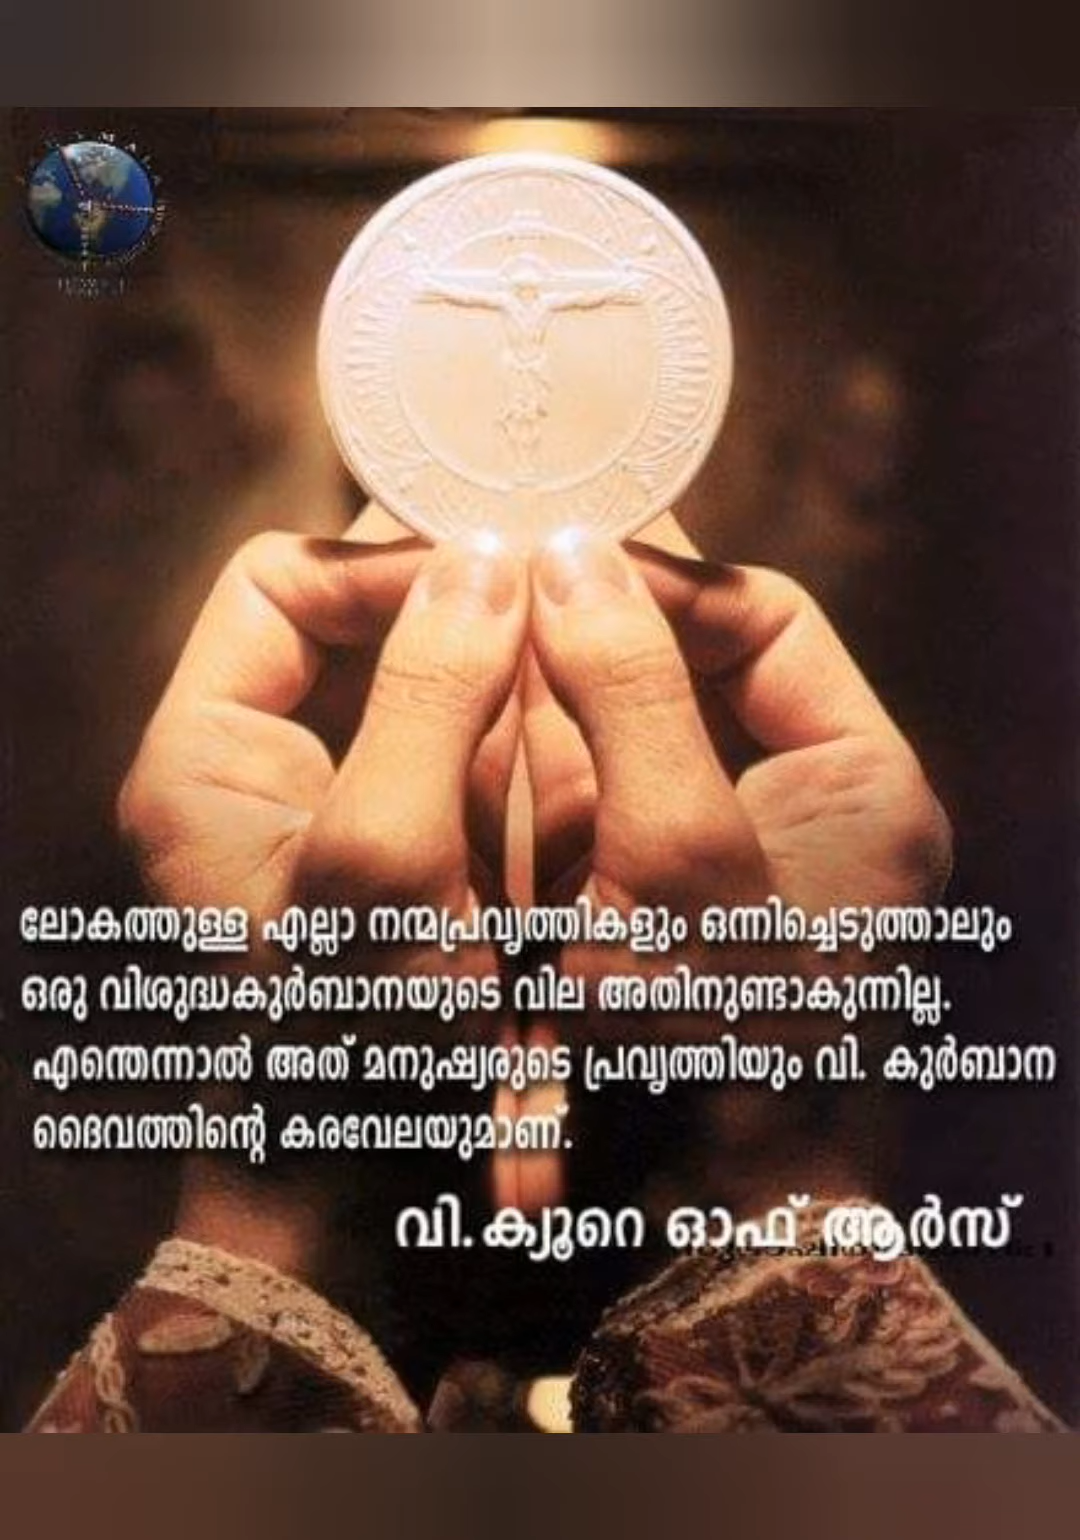 ലോകത്തുള്ള എല്ലാ നന്മപ്രവൃത്തികളും ഒന്നിച്ചെടുത്താലും
ഒരു വിശുദ്ധകുർബാനയുടെ വില അതിനുണ്ടാകുന്നില്ല.
എന്തെന്നാൽ അത് മനുഷ്യരുടെ പ്രവൃത്തിയും വി. കുർബാന
ദൈവത്തിന്റെ കരവേലയുമാണ്.
വി. ക്യൂറെ ഓഫ് ആർസ്